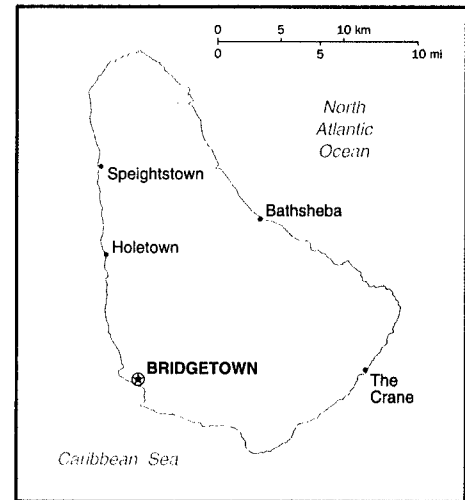 0 5 10 km
0 5 10 mi
North
Atlantic
Ocean
Speightstown
Bathsheba
Holetown
BRIDGETOWN
The
Crane
Caribbean Sea